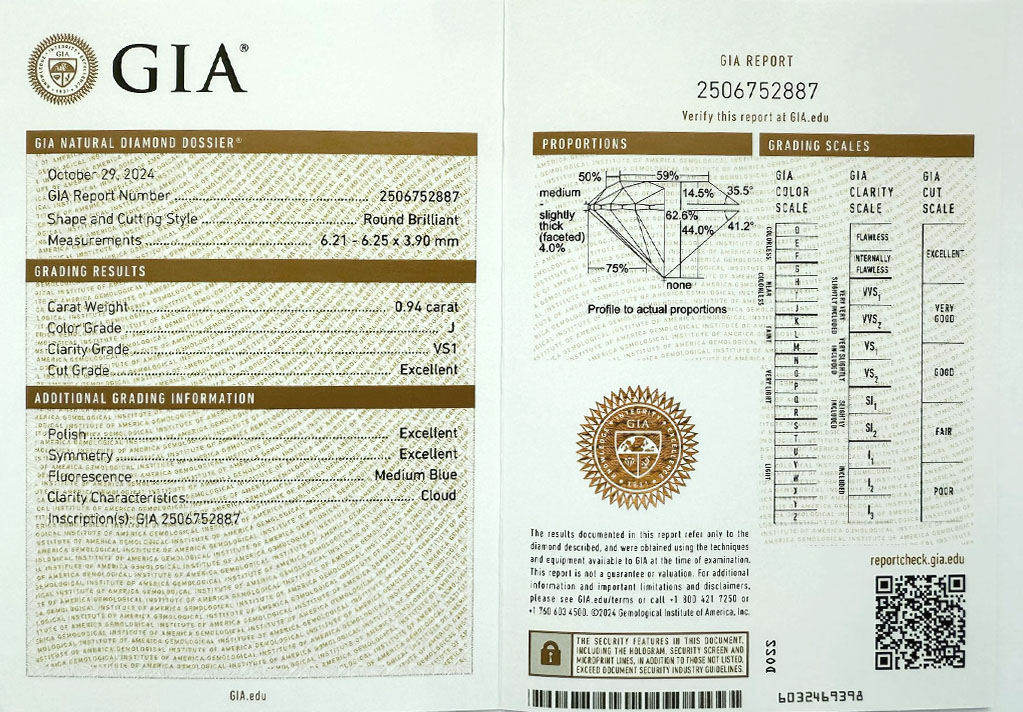 GIA®
GIA NATURAL DIAMOND DOSSIER®
October 29, 2024
GIA Report Number 2506752887
Shape and Cutting Style Round Brilliant
Measurements 6.21 - 6.25 x 3.90 mm
GRADING RESULTS
Carat Weight 0.94 carat
Color Grade J
Clarity Grade VS1
Cut Grade Excellent
ADDITIONAL GRADING INFORMATION
Polish Excellent
Symmetry Excellent
Fluorescence Medium Blue
Clarity Characteristics Cloud
Inscription(s): GIA 2506752887
GIA.edu
GIA REPORT
2506752887
Verify this report at GIA.edu
PROPORTIONS
50%
59%
medium
14.5%
35.5°
slightly
thick
(faceted)
4.0%
62.6%
44.0%
41.2°
75%
none
Profile to actual proportions
GIA
INTEGRITY
The results documented in this report refer only to the
diamond described, and were obtained using the techniques
and equipment available to GIA at the time of examination.
This report is not a guarantee or valuation. For additional
information and important limitations and disclaimers,
please see GIA.edu/terms or call +1 800 421 7250 or
+1 760 603 4500. ©2024 Gemological Institute of America, Inc.
THE SECURITY FEATURES IN THIS DOCUMENT,
INCLUDING THE HOLOGRAM, SECURITY SCREEN AND
MICROPRINT LINES, IN ADDITION TO THOSE NOT LISTED,
EXCEED DOCUMENT SECURITY INDUSTRY GUIDELINES.
GRADING SCALES
GIA
COLOR
SCALE
COLORLESS
D
E
F
NEAR
COLORLESS
G
H
I
J
FAINT
K
L
M
VERY LIGHT
N
O
P
Q
R
LIGHT
S
T
U
V
W
X
Y
Z
GIA
CLARITY
SCALE
FLAWLESS
INTERNALLY
FLAWLESS
VERY VERY
SLIGHTLY INCLUDED
VVS1
VVS2
VERY SLIGHTLY
INCLUDED
VS1
VS2
SLIGHTLY
INCLUDED
SI1
SI2
INCLUDED
I1
I2
I3
GIA
CUT
SCALE
EXCELLENT
VERY
GOOD
GOOD
FAIR
POOR
reportcheck.gia.edu
D022
6032469398